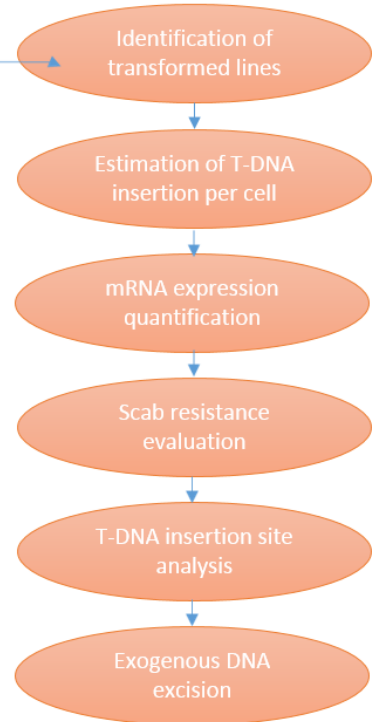 Identification of
transformed lines
Estimation of T-DNA
insertion per cell
mRNA expression
quantification
Scab resistance
evaluation
T-DNA insertion site
analysis
Exogenous DNA
excision